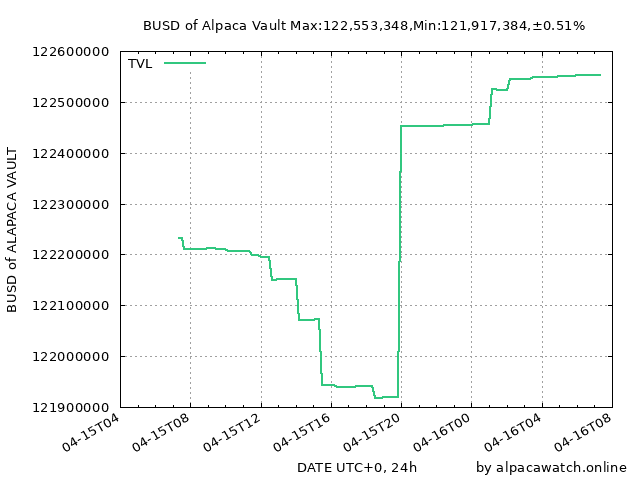 BUSD of Alpaca Vault Max:122,553,348,Min:121,917,384,±0.51%
TVL
122600000
122500000
122400000
122300000
122200000
122100000
122000000
121900000
BUSD of ALAPACA VAULT
04-15T04
04-15T08
04-15T12
04-15T16
04-15T20
04-16T00
04-16T04
04-16T08
DATE UTC+0, 24h
by alpacawatch.online